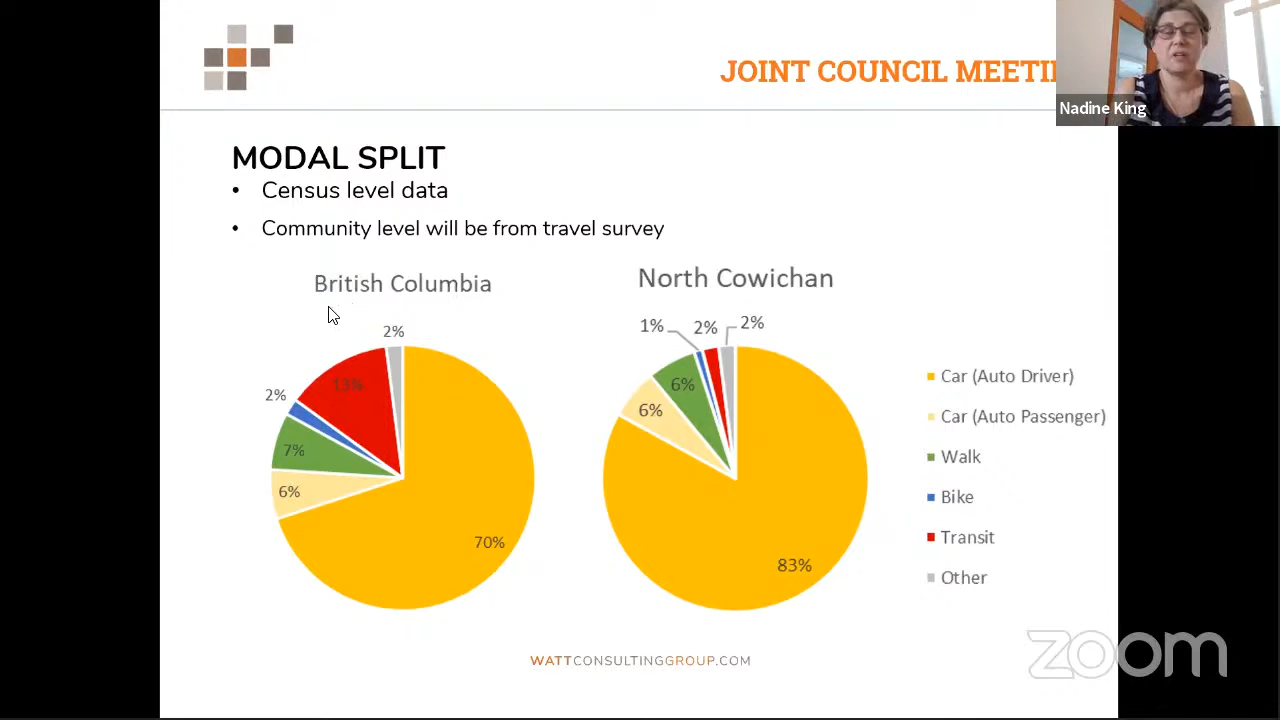 JOINT COUNCIL MEETI
Nadine King
MODAL SPLIT
• Census level data
• Community level will be from travel survey
British Columbia
2%
13%
2%
7%
6%
70%
North Cowichan
1%
2%
2%
6%
6%
83%
Car (Auto Driver)
Car (Auto Passenger)
Walk
Bike
Transit
Other
WATTCONSULTINGGROUP.COM
zoom